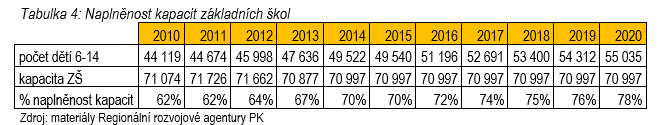 Tabulka 4: Naplněnost kapacit základních škol
2010 2011 2012 2013 2014 2015 2016 2017 2018 2019 2020
počet dětí 6-14 44 119 44 674 45 998 47 636 49 522 49 540 51 196 52 691 53 400 54 312 55 035
kapacita ZŠ 71 074 71 726 71 662 70 877 70 997 70 997 70 997 70 997 70 997 70 997 70 997
% naplněnost kapacit 62% 62% 64% 67% 70% 70% 72% 74% 75% 76% 78%
Zdroj: materiály Regionální rozvojové agentury PK